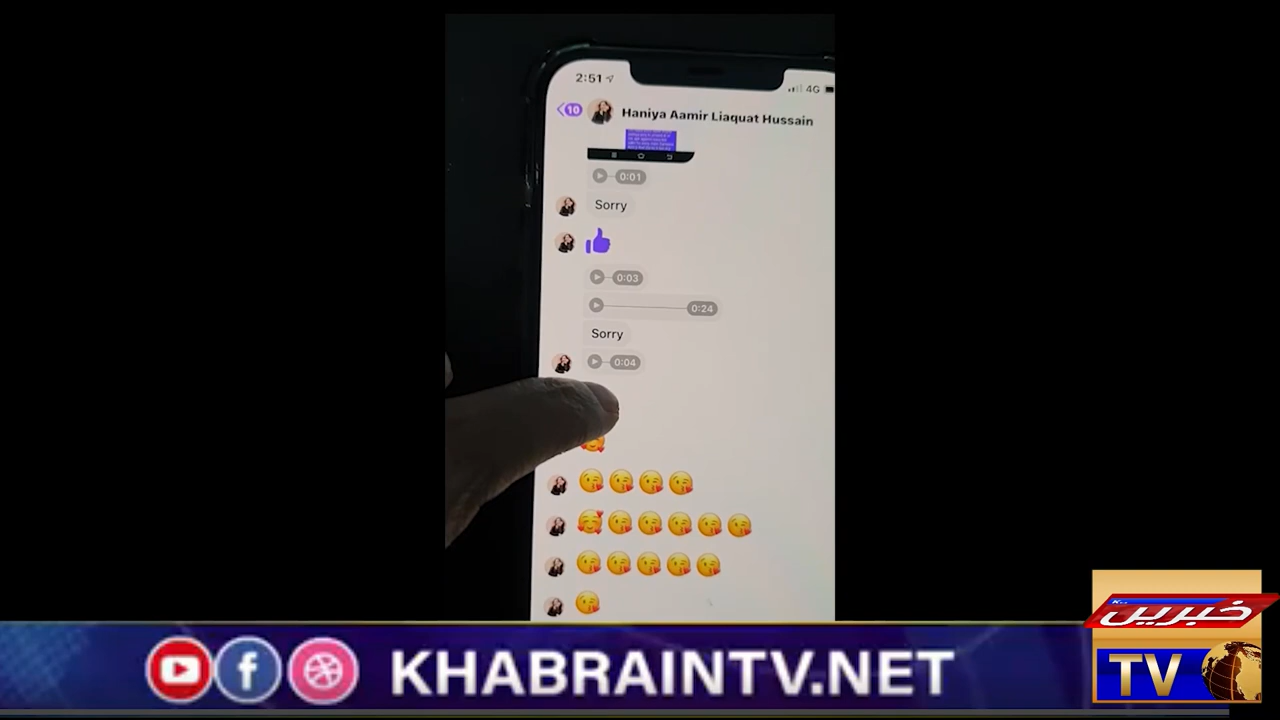 2:51
4G
10
Haniya Aamir Liaquat Hussain
0:01
Sorry
0:03
0:24
Sorry
0:04
KHABRAINTV.NET
خبریں
TV